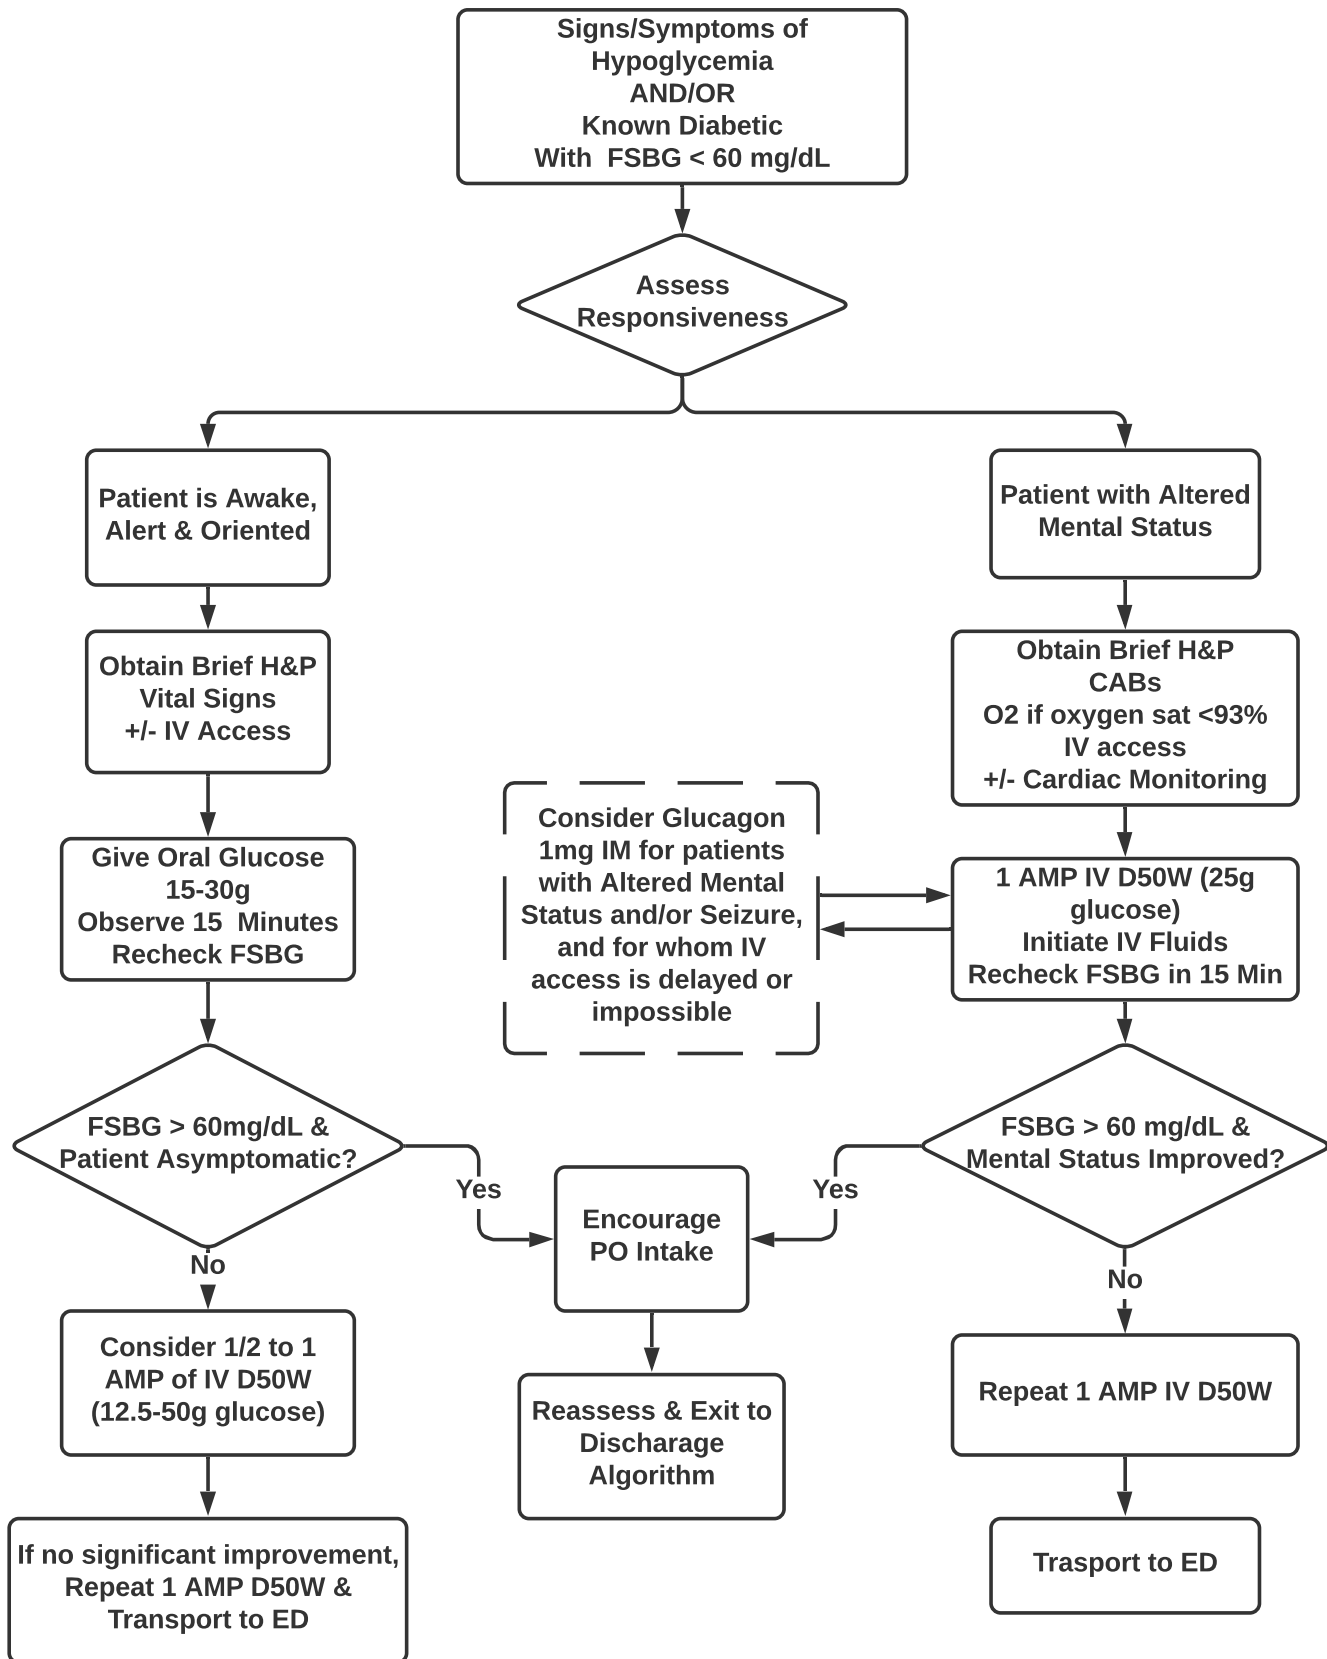 Signs/Symptoms of
Hypoglycemia
AND/OR
Known Diabetic
With  FSBG < 60 mg/dL
Assess
Responsiveness
Patient is Awake,
Alert & Oriented
Patient with Altered
Mental Status
Obtain Brief H&P
Vital Signs
+/- IV Access
Obtain Brief H&P
CABs
O2 if oxygen sat <93%
IV access
+/- Cardiac Monitoring
Give Oral Glucose
15-30g
Observe 15  Minutes
Recheck FSBG
Consider Glucagon
1mg IM for patients
with Altered Mental
Status and/or Seizure,
and for whom IV
access is delayed or
impossible
1 AMP IV D50W (25g
glucose)
Initiate IV Fluids
Recheck FSBG in 15 Min
FSBG > 60mg/dL &
Patient Asymptomatic?
FSBG > 60 mg/dL &
Mental Status Improved?
Yes
Yes
Encourage
PO Intake
No
No
Consider 1/2 to 1
AMP of IV D50W
(12.5-50g glucose)
Reassess & Exit to
Discharage
Algorithm
Repeat 1 AMP IV D50W
If no significant improvement,
Repeat 1 AMP D50W &
Transport to ED
Trasport to ED